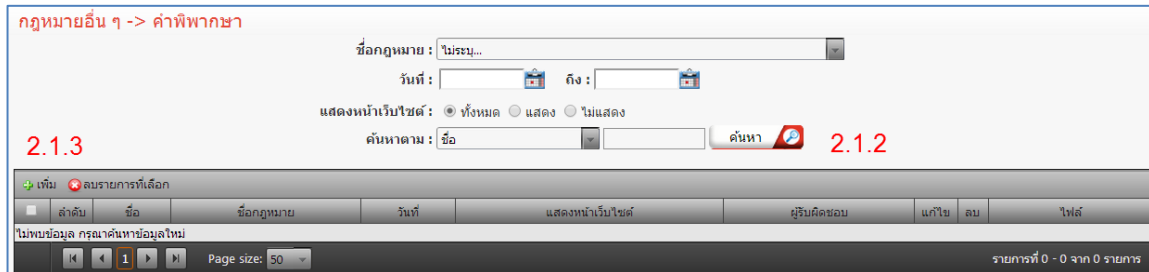 กฎหมายอื่น ๆ -> คำพิพากษา
ชื่อกฎหมาย : ไม่ระบุ...
วันที่ : ถึง :
แสดงหน้าเว็บไซต์ : ทั้งหมด แสดง ไม่แสดง
ค้นหาตาม : ชื่อ ค้นหา 2.1.2
2.1.3
เพิ่ม ลบรายการที่เลือก
ลำดับ ชื่อ ชื่อกฎหมาย วันที่ แสดงหน้าเว็บไซต์ ผู้รับผิดชอบ แก้ไข ลบ ไฟล์
ไม่พบข้อมูล กรุณาค้นหาข้อมูลใหม่
1 Page size: 50 รายการที่ 0 - 0 จาก 0 รายการ